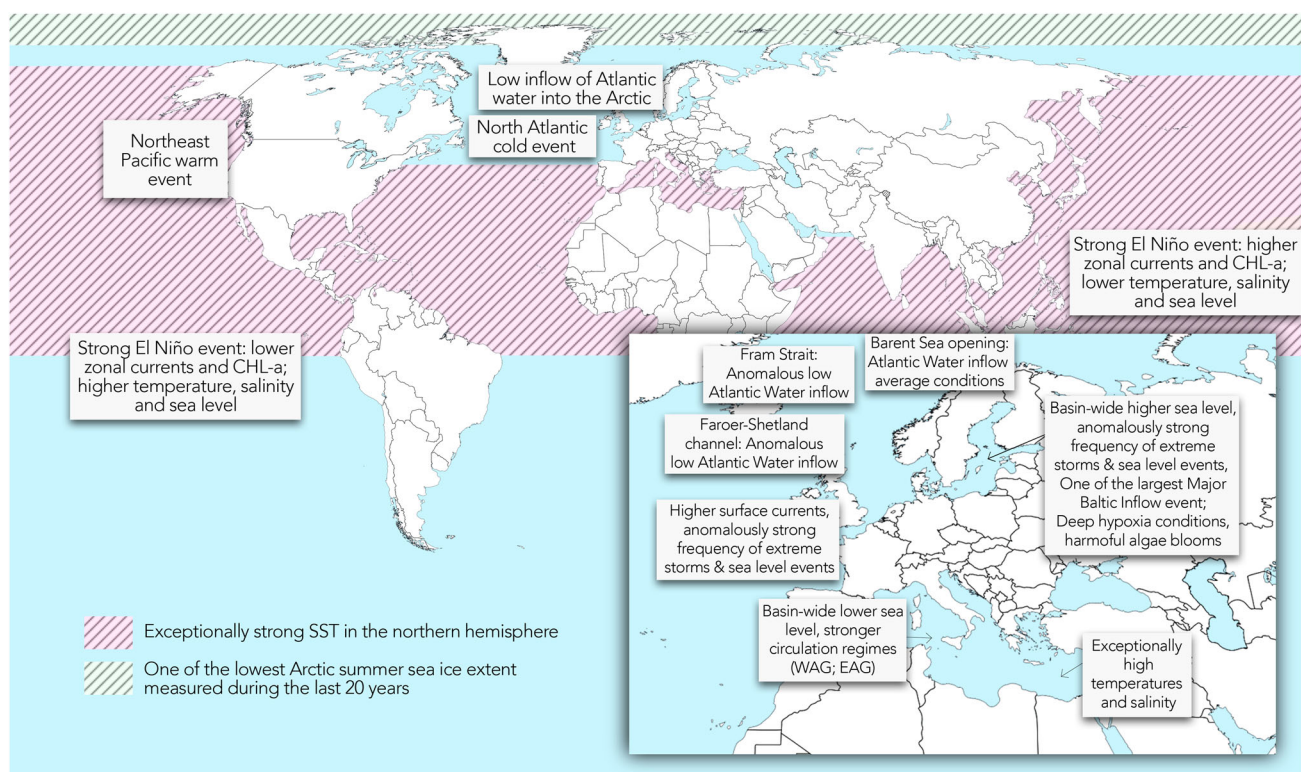 Low inflow of Atlantic
water into the Arctic
North Atlantic
cold event
Northeast
Pacific warm
event
Strong El Niño event: higher
zonal currents and CHL-a;
lower temperature, salinity
and sea level
Strong El Niño event: lower
zonal currents and CHL-a;
higher temperature, salinity
and sea level
Fram Strait:
Anomalous low
Atlantic Water inflow
Barent Sea opening:
Atlantic Water inflow
average conditions
Faroer-Shetland
channel: Anomalous
low Atlantic Water inflow
Basin-wide higher sea level,
anomalously strong
frequency of extreme
storms & sea level events,
One of the largest Major
Baltic Inflow event;
Deep hypoxia conditions,
harmoful algae blooms
Higher surface currents,
anomalously strong
frequency of extreme
storms & sea level events
Basin-wide lower sea
level, stronger
circulation regimes
(WAG; EAG)
Exceptionally
high
temperatures
and salinity
Exceptionally strong SST in the northern hemisphere
One of the lowest Arctic summer sea ice extent
measured during the last 20 years